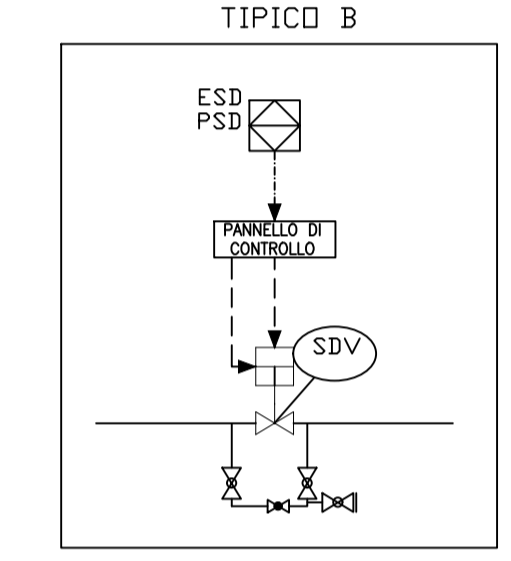 TIPICO B
ESD
PSD
PANNELLO DI
CONTROLLO
SDV